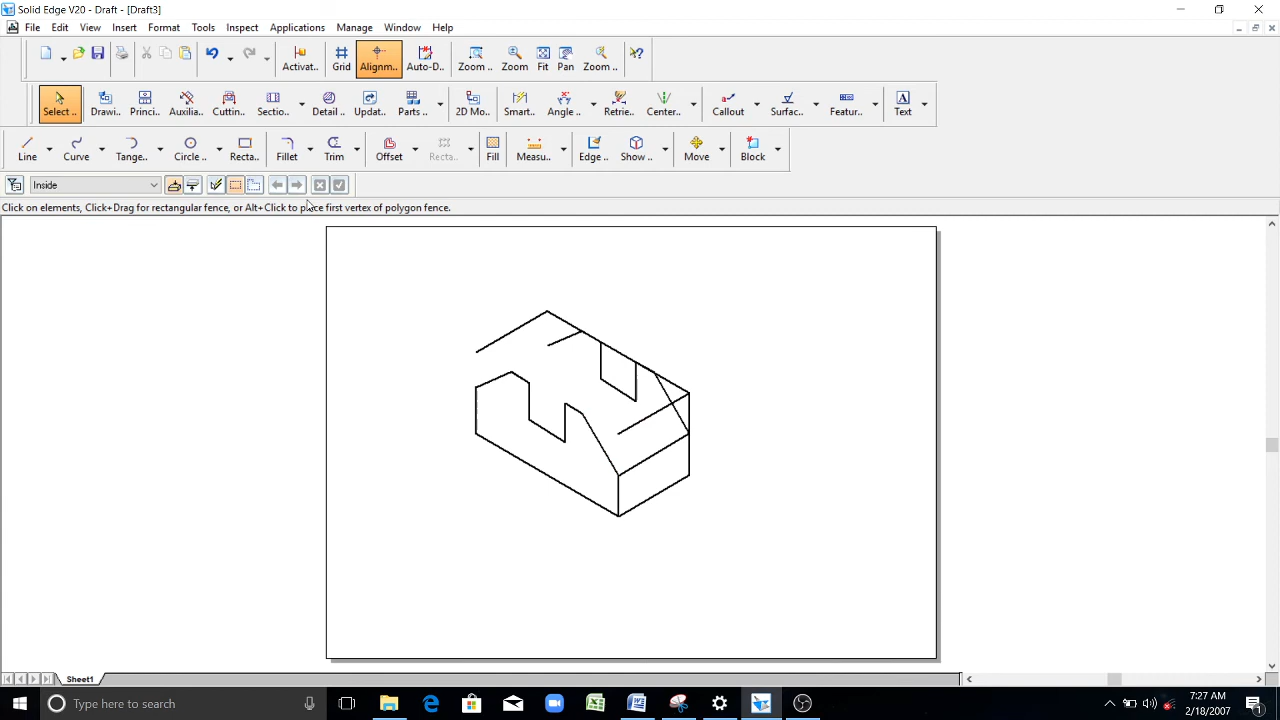 Solid Edge V20 - Draft - [Draft3]
File Edit View Insert Format Tools Inspect Applications Manage Window Help
Activat.. Grid Alignm.. Auto-D.. Zoom .. Zoom Fit Pan Zoom ..
Select .. Drawi.. Princi.. Auxilia.. Cuttin.. Sectio.. Detail .. Updat.. Parts .. 2D Mo.. Smart.. Angle .. Retrie.. Center.. Callout Surfac.. Featur.. Text
Line Curve Tange.. Circle .. Recta.. Fillet Trim Offset Recta.. Fill Measu.. Edge .. Show .. Move Block
Inside
Click on elements, Click+Drag for rectangular fence, or Alt+Click to place first vertex of polygon fence.
Sheet1
Type here to search
7:27 AM
2/18/2007